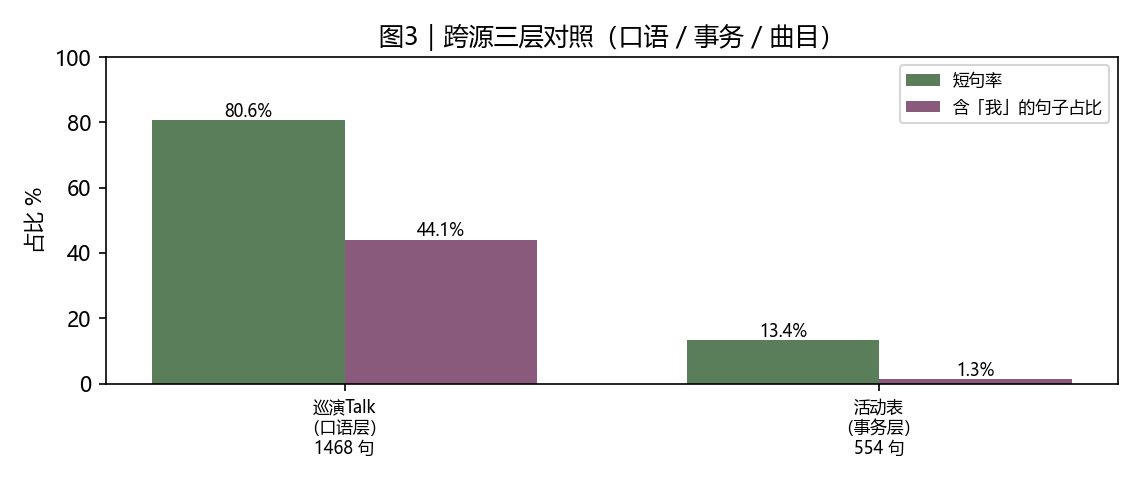 图3｜跨源三层对照（口语 / 事务 / 曲目）
占比 %
100
80
60
40
20
0
短句率
含「我」的句子占比
80.6%
44.1%
13.4%
1.3%
巡演Talk
（口语层）
1468 句
活动表
（事务层）
554 句